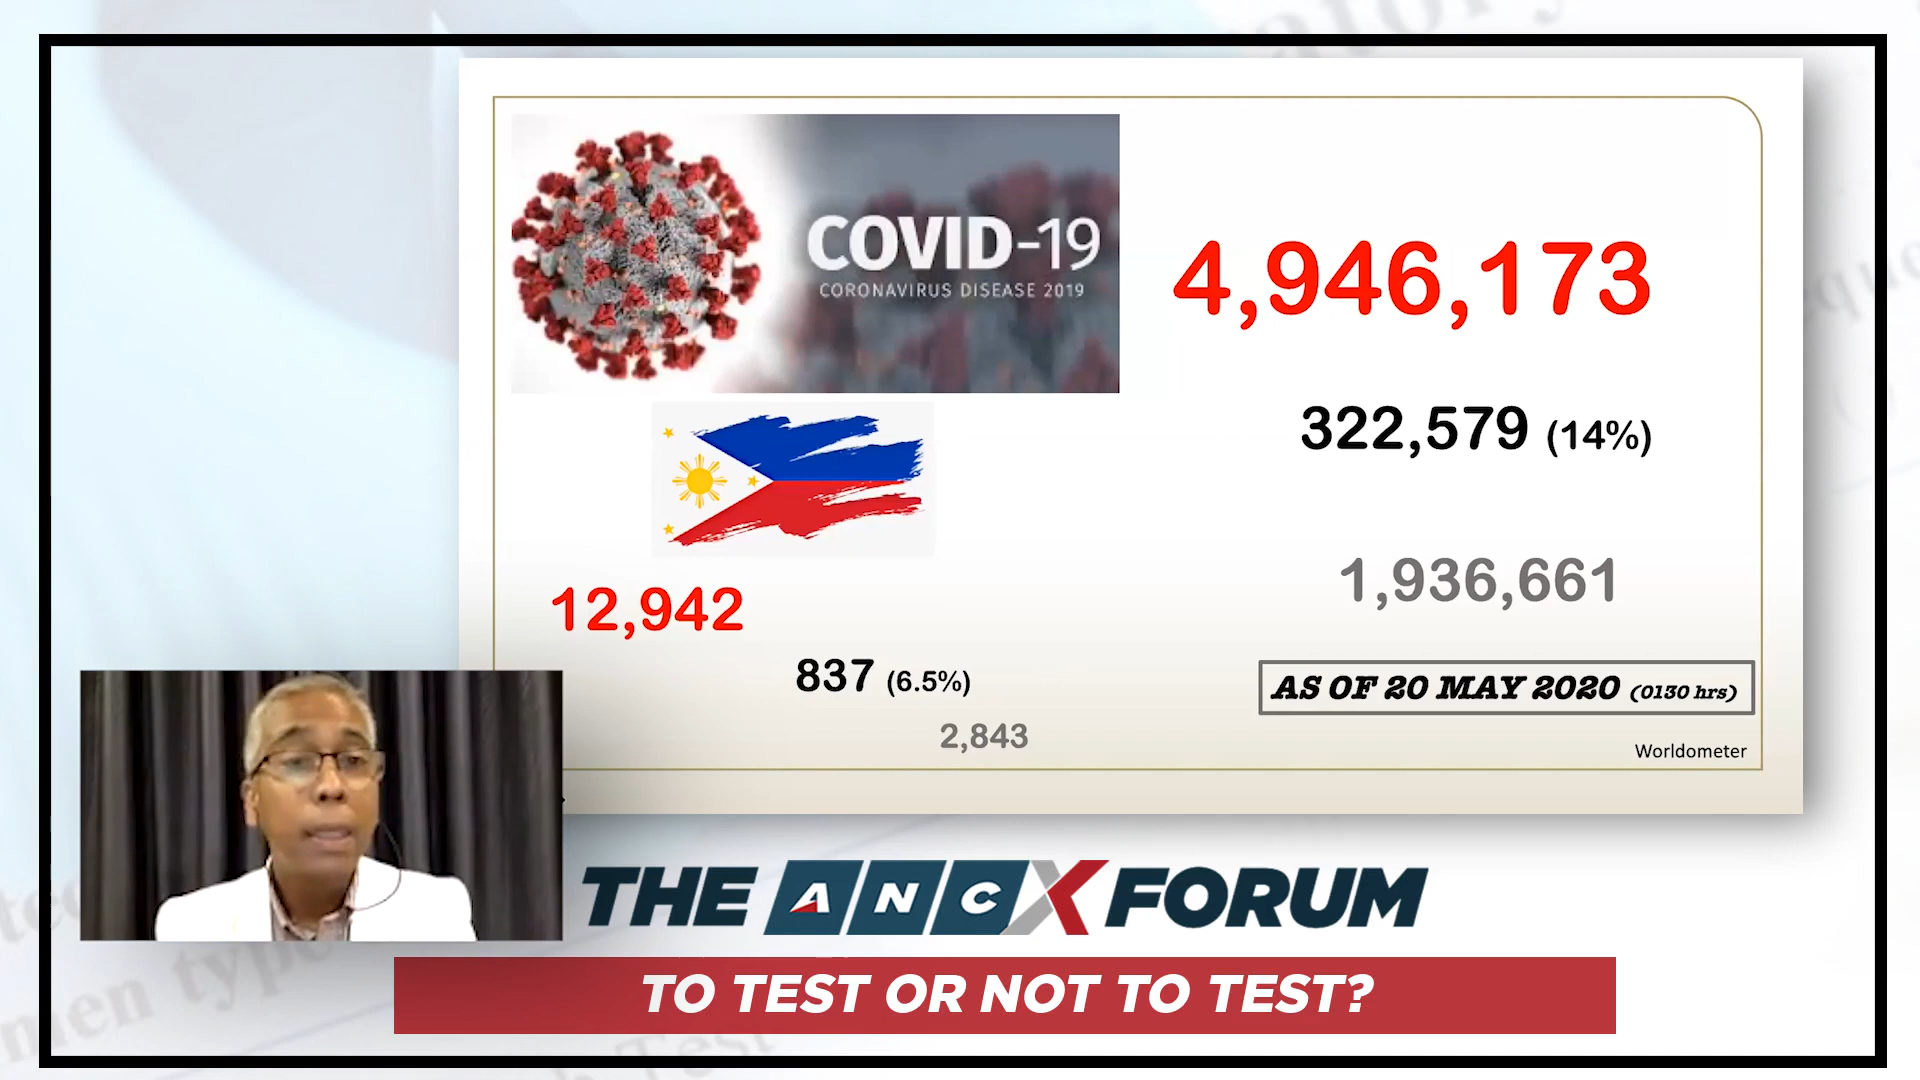 COVID-19
CORONAVIRUS DISEASE 2019
4,946,173
322,579 (14%)
1,936,661
12,942
837 (6.5%)
2,843
AS OF 20 MAY 2020 (0130 hrs)
Worldometer
THE ANCX FORUM
TO TEST OR NOT TO TEST?